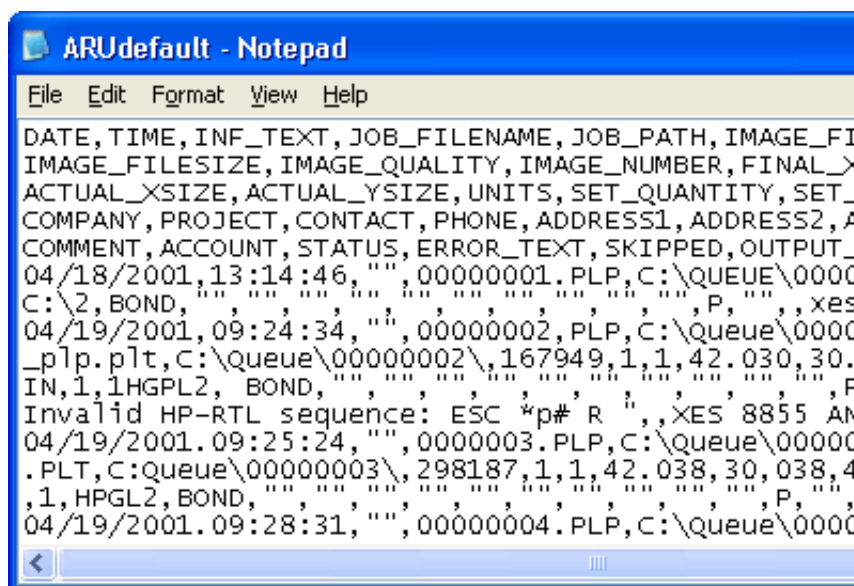 ARUdefault - Notepad
File Edit Format View Help
DATE,TIME,INF_TEXT,JOB_FILENAME,JOB_PATH,IMAGE_FI
IMAGE_FILESIZE,IMAGE_QUALITY,IMAGE_NUMBER,FINAL_X
ACTUAL_XSIZE,ACTUAL_YSIZE,UNITS,SET_QUANTITY,SET_
COMPANY,PROJECT,CONTACT,PHONE,ADDRESS1,ADDRESS2,A
COMMENT,ACCOUNT,STATUS,ERROR_TEXT,SKIPPED,OUTPUT_
04/18/2001,13:14:46,"",00000001.PLP,C:\QUEUE\0000
C:\2,BOND,"","","","","","","","","",P,"",,xes
04/19/2001,09:24:34,"",00000002,PLP,C:\Queue\0000
_plp.plt,C:\Queue\00000002\,167949,1,1,42.030,30.
IN,1,1HGPL2, BOND,"","","","","","","","","",P
Invalid HP-RTL sequence: ESC *p# R ",,XES 8855 AN
04/19/2001.09:25:24,"",0000003.PLP,C:\Queue\00000
.PLT,C:Queue\00000003\,298187,1,1,42.038,30,038,4
,1,HPGL2,BOND,"","","","","","","","","",P,"",
04/19/2001.09:28:31,"",00000004.PLP,C:\Queue\0000